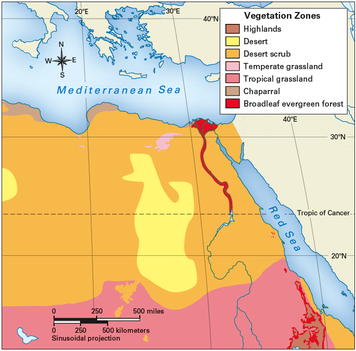 20°E
30°E
40°N
Vegetation Zones
Highlands
Desert
Desert scrub
Temperate grassland
Tropical grassland
Chaparral
Broadleaf evergreen forest
N
W
E
S
Mediterranean Sea
40°E
30°N
Tropic of Cancer
Red Sea
20°N
0 250 500 miles
0 250 500 kilometers
Sinusoidal projection